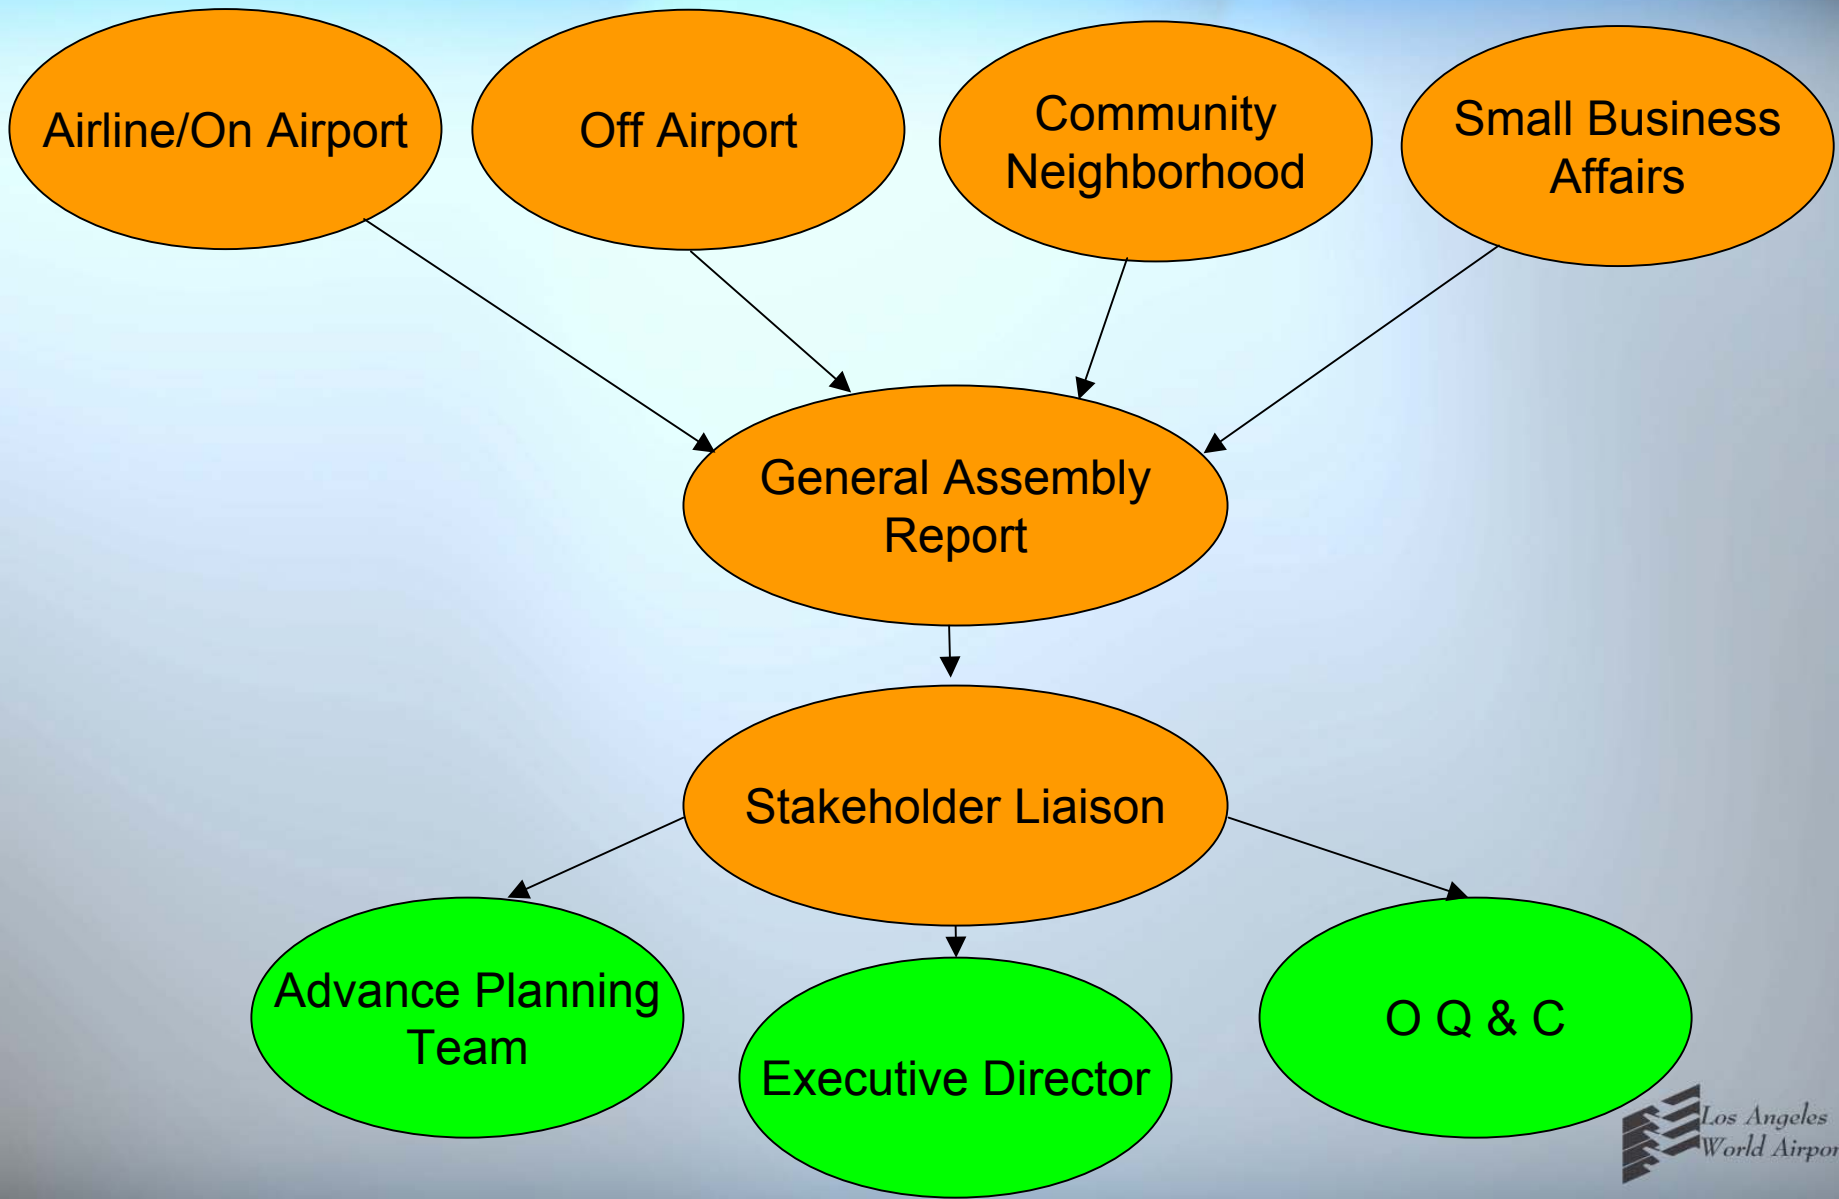 Airline/On Airport
Off Airport
Community
Neighborhood
Small Business
Affairs
General Assembly
Report
Stakeholder Liaison
Advance Planning
Team
Executive Director
O Q & C
Los Angeles
World Airpor